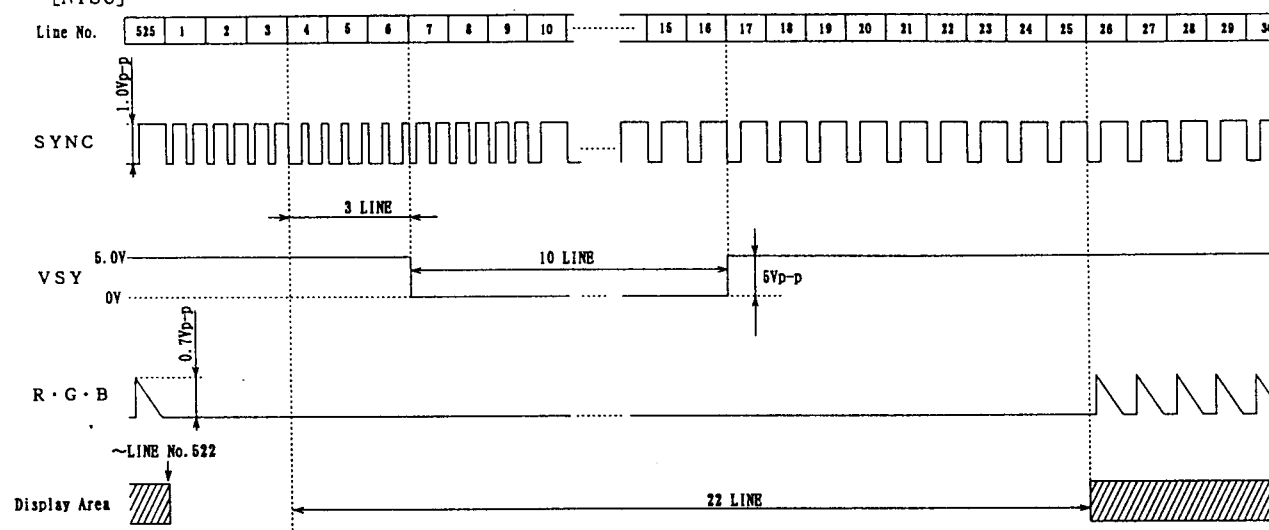 [NTSC]
Line No. 525 1 2 3 4 5 6 7 8 9 10 15 16 17 18 19 20 21 22 23 24 25 26 27 28 29 30
1.0Vp-p
SYNC
3 LINE
5.0V
10 LINE
VSY
5Vp-p
0V
0.7Vp-p
R・G・B
~LINE No. 522
Display Area
22 LINE